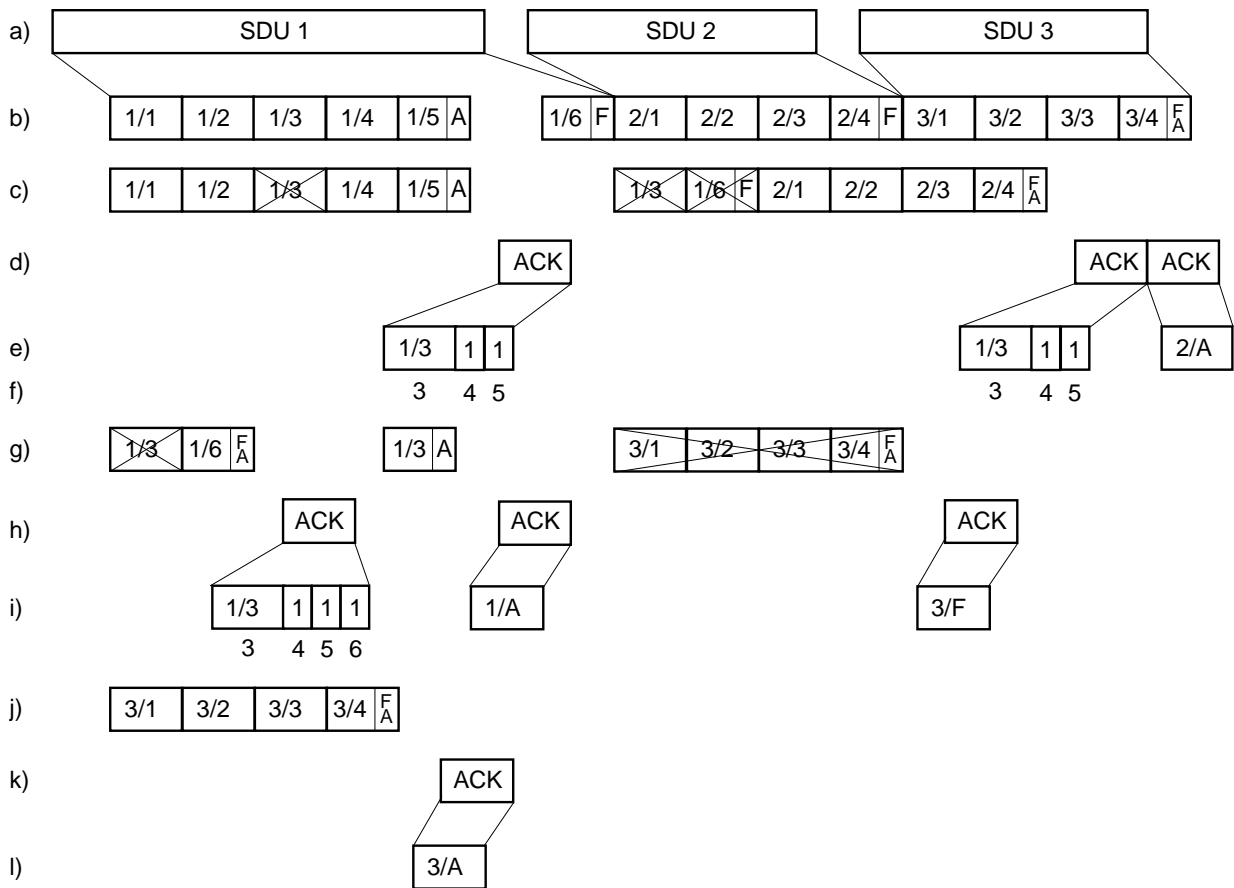 a) SDU 1 SDU 2 SDU 3
b) 1/1 1/2 1/3 1/4 1/5 A 1/6 F 2/1 2/2 2/3 2/4 F 3/1 3/2 3/3 3/4 F A
c) 1/1 1/2 1/3 1/4 1/5 A 1/3 1/6 F 2/1 2/2 2/3 2/4 F A
d) ACK ACK ACK
e) 1/3 1 1 1/3 1 1 2/A
f) 3 4 5 3 4 5
g) 1/3 1/6 F A 1/3 A 3/1 3/2 3/3 3/4 F A
h) ACK ACK ACK
i) 1/3 1 1 1 1/A 3/F
3 4 5 6
j) 3/1 3/2 3/3 3/4 F A
k) ACK
l) 3/A